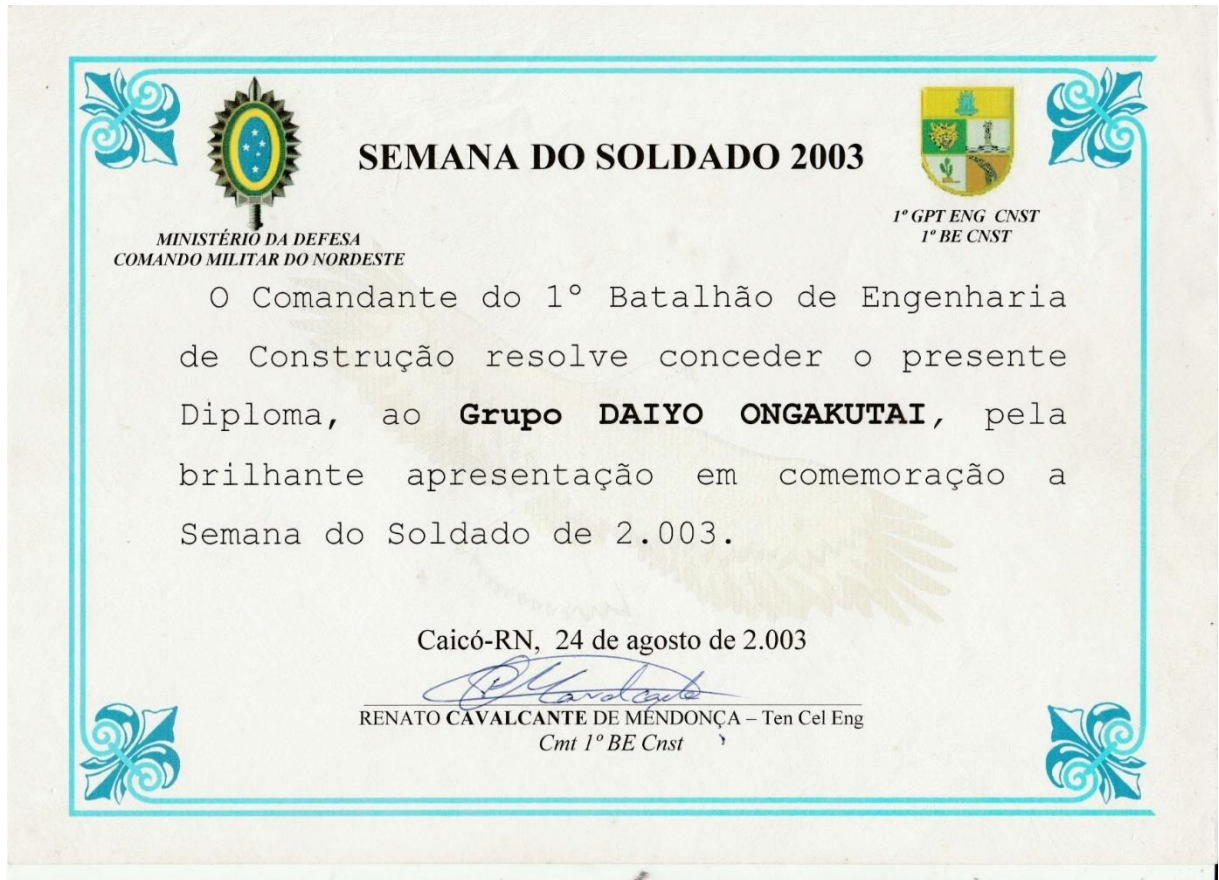 SEMANA DO SOLDADO 2003
MINISTÉRIO DA DEFESA
COMANDO MILITAR DO NORDESTE
1º GPT ENG CNST
1º BE CNST
O Comandante do 1º Batalhão de Engenharia
de Construção resolve conceder o presente
Diploma, ao Grupo DAIYO ONGAKUTAI, pela
brilhante apresentação em comemoração a
Semana do Soldado de 2.003.
Caicó-RN, 24 de agosto de 2.003
RENATO CAVALCANTE DE MENDONÇA – Ten Cel Eng
Cmt 1º BE Cnst